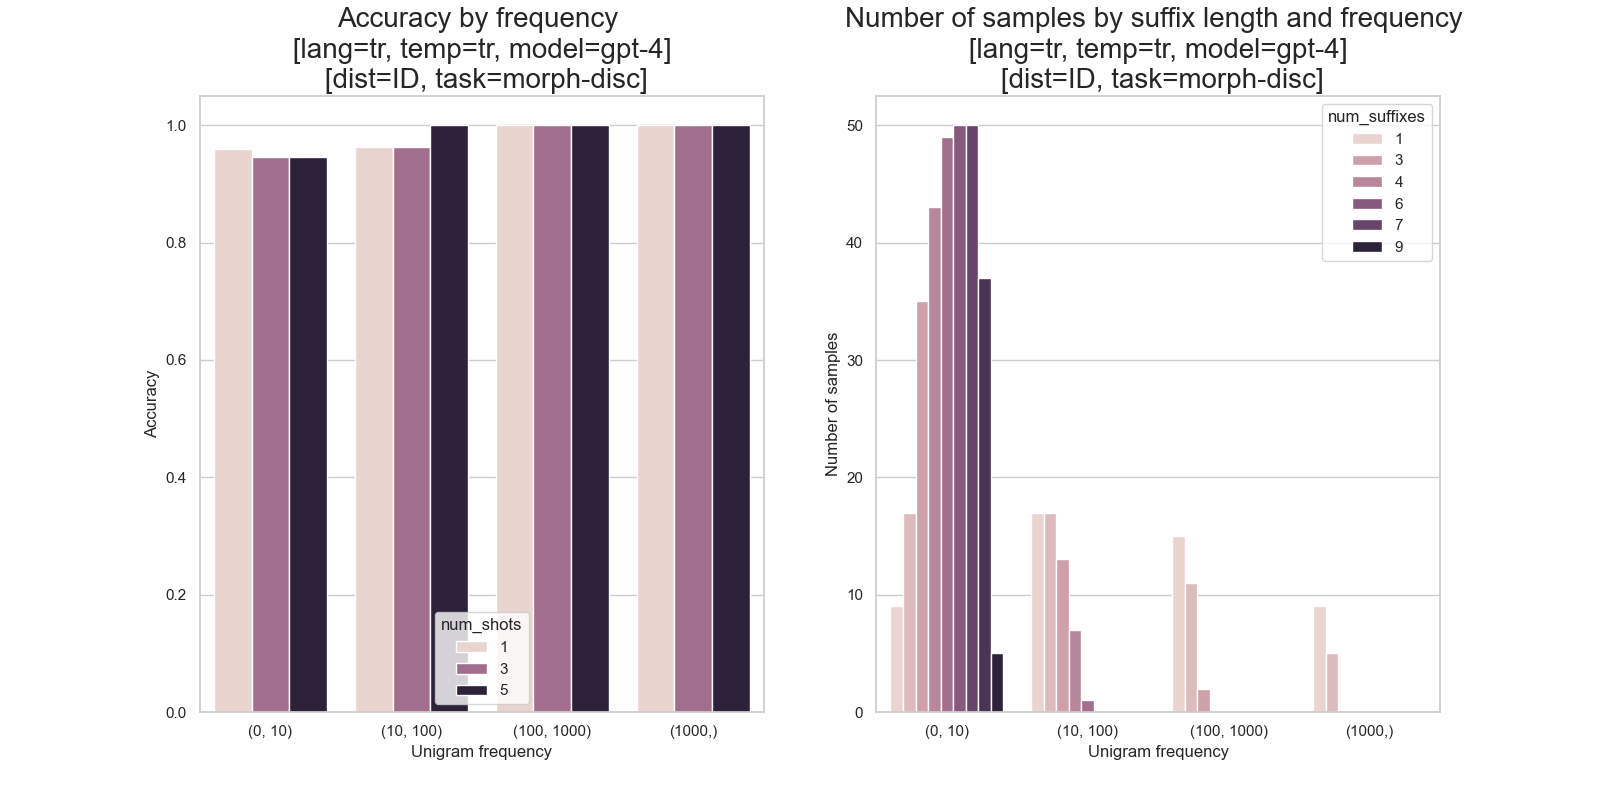 Accuracy by frequency
[lang=tr, temp=tr, model=gpt-4]
[dist=ID, task=morph-disc]
1.0
0.8
0.6
0.4
0.2
0.0
Accuracy
num_shots
1
3
5
(0, 10)
(10, 100)
(100, 1000)
(1000,)
Unigram frequency
Number of samples by suffix length and frequency
[lang=tr, temp=tr, model=gpt-4]
[dist=ID, task=morph-disc]
50
40
30
20
10
0
Number of samples
num_suffixes
1
3
4
6
7
9
(0, 10)
(10, 100)
(100, 1000)
(1000,)
Unigram frequency